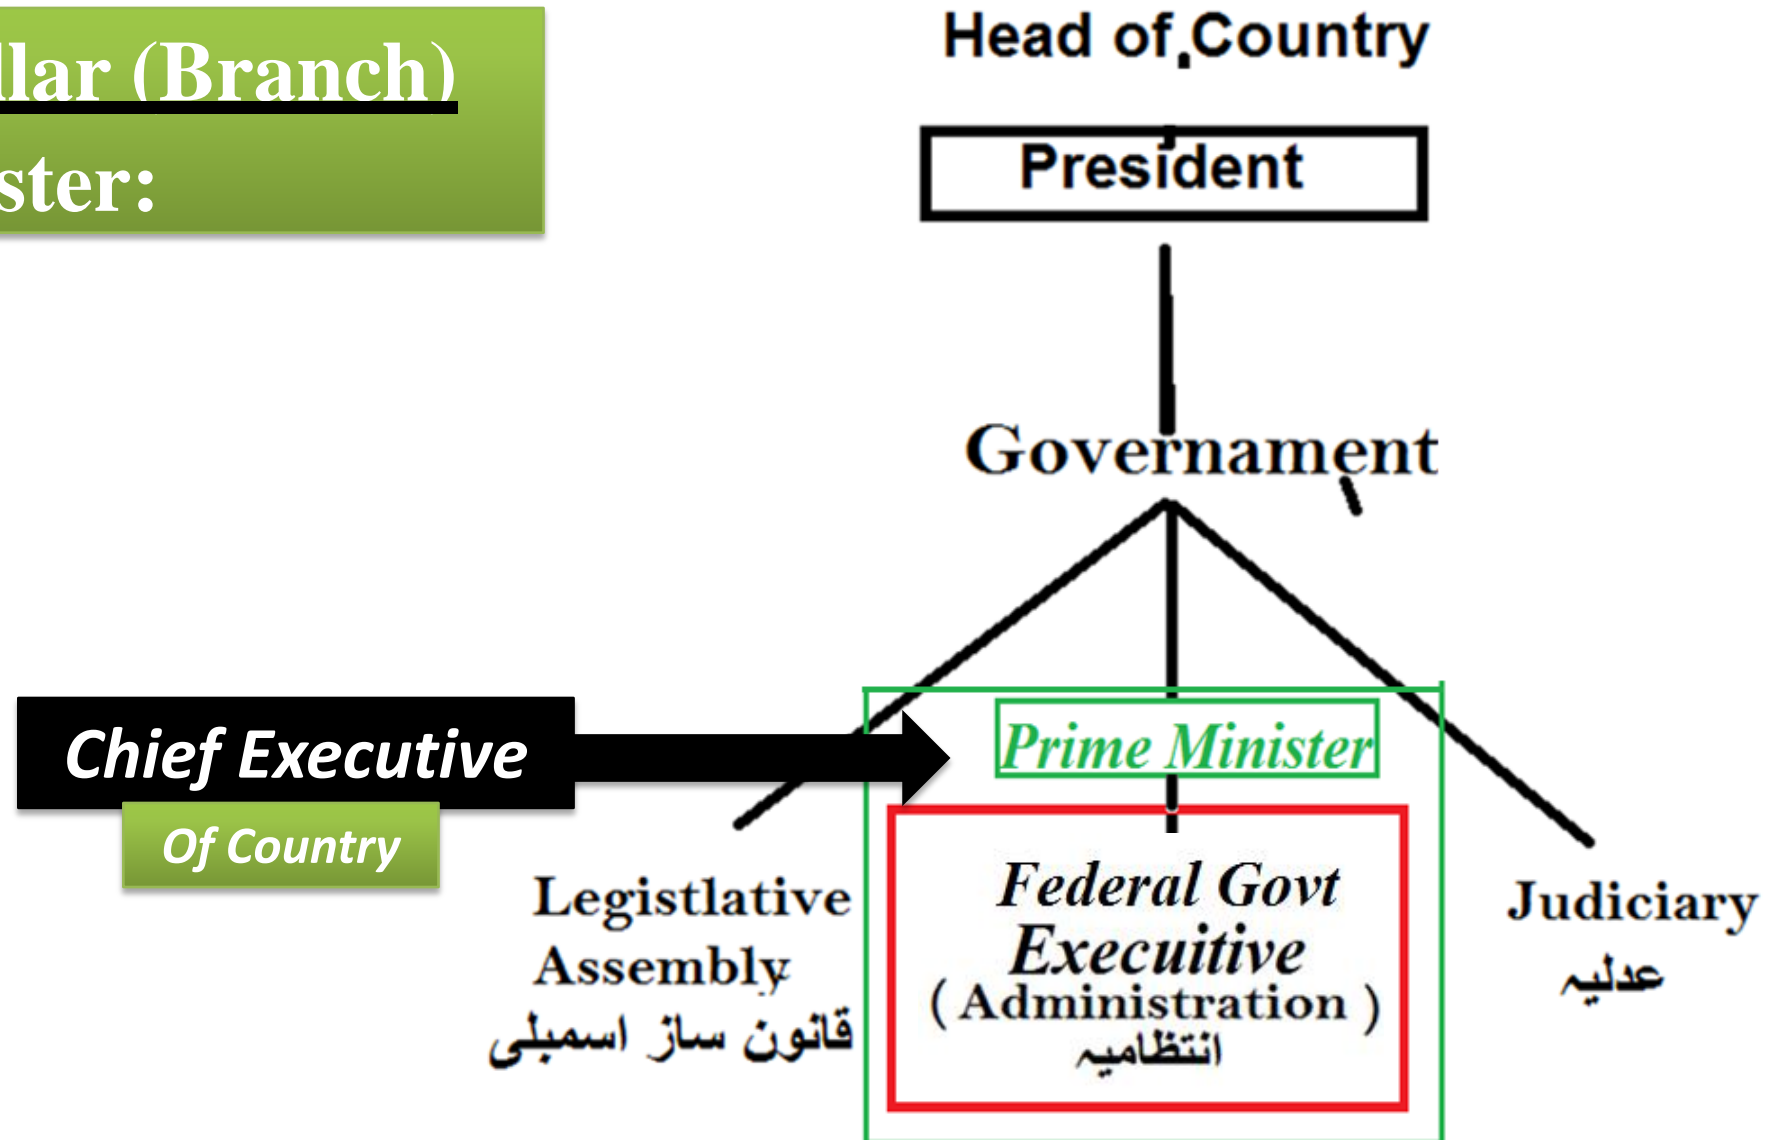 llar (Branch)
ster:
Head of Country
President
Governament
Prime Minister
Chief Executive
Of Country
Legistlative
Assembly
قانون ساز اسمبلی
Federal Govt
Execuitive
( Administration )
انتظامیہ
Judiciary
عدلیہ